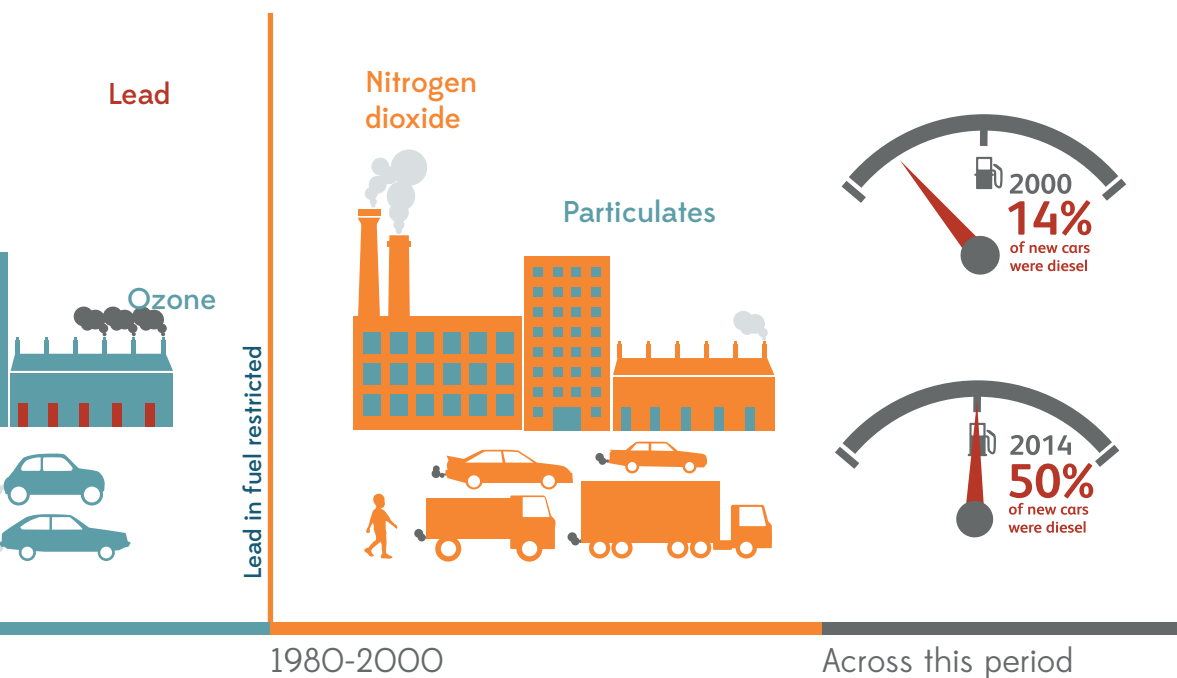 Lead
Ozone
Lead in fuel restricted
Nitrogen
dioxide
Particulates
1980-2000
2000
14%
of new cars
were diesel
2014
50%
of new cars
were diesel
Across this period